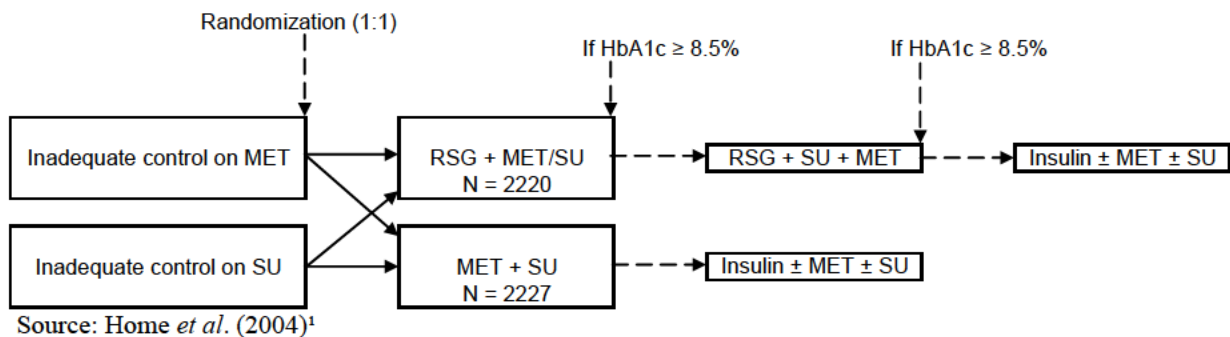 Randomization (1:1)
If HbA1c ≥ 8.5%
If HbA1c ≥ 8.5%
Inadequate control on MET
RSG + MET/SU
N = 2220
RSG + SU + MET
Insulin ± MET ± SU
Inadequate control on SU
MET + SU
N = 2227
Insulin ± MET ± SU
Source: Home et al. (2004)¹